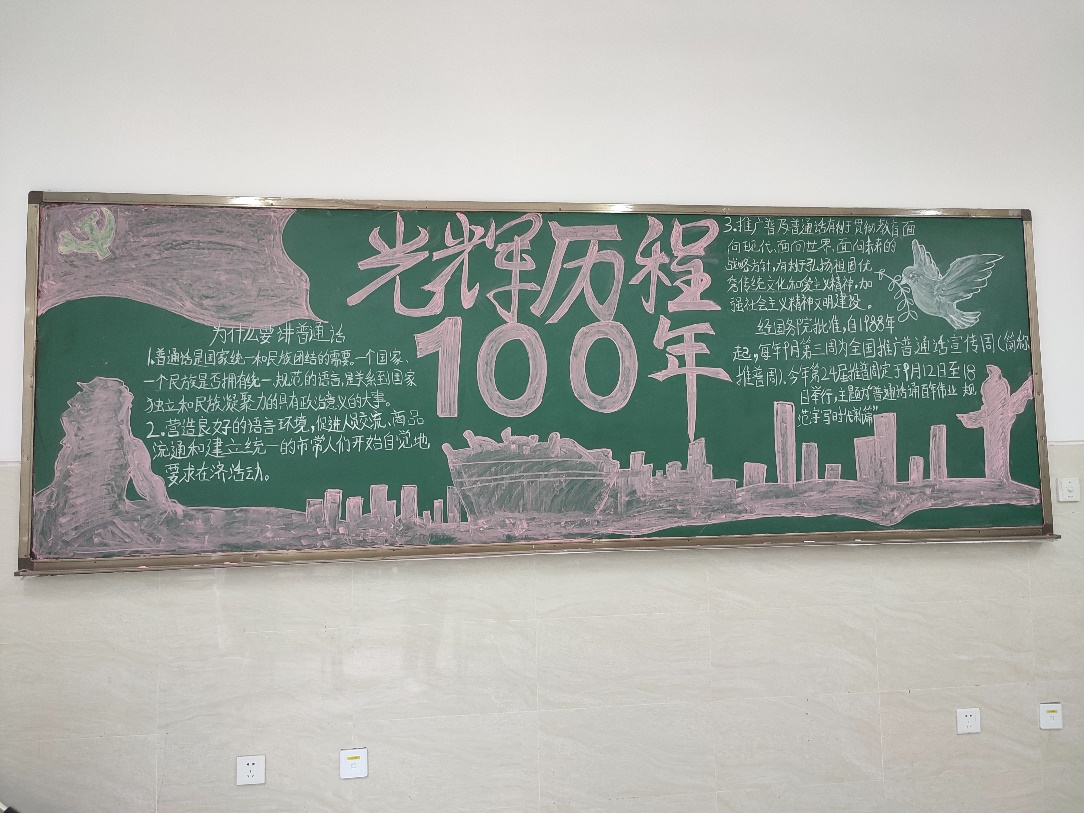 光辉历程
100年
为什么要讲普通话
1.普通话是国家统一和民族团结的需要一个国家、
一个民族是否拥有统一、规范的语言,是关系到国家
独立和民族凝聚力的具有政治意义的大事。
2.营造良好的语言环境,促进人员交流、商品
流通和建立统一的市常人们开始自觉地
要求在济活动。
3.推广普及普通话有利于贯彻教育面
向现代、面向世界、面向未来的
战略方针,有利于弘扬祖国优
秀传统文化和爱主义精神,加
强社会主义精神文明建设。
经国务院批准,自1988年
起,每年9月第三周为全国推广普通话宣传周(简称
推普周)。今年第24届推普周定于9月12日至18
日举行,主题为"普通话诵百年伟业 规
范字写时代新篇"